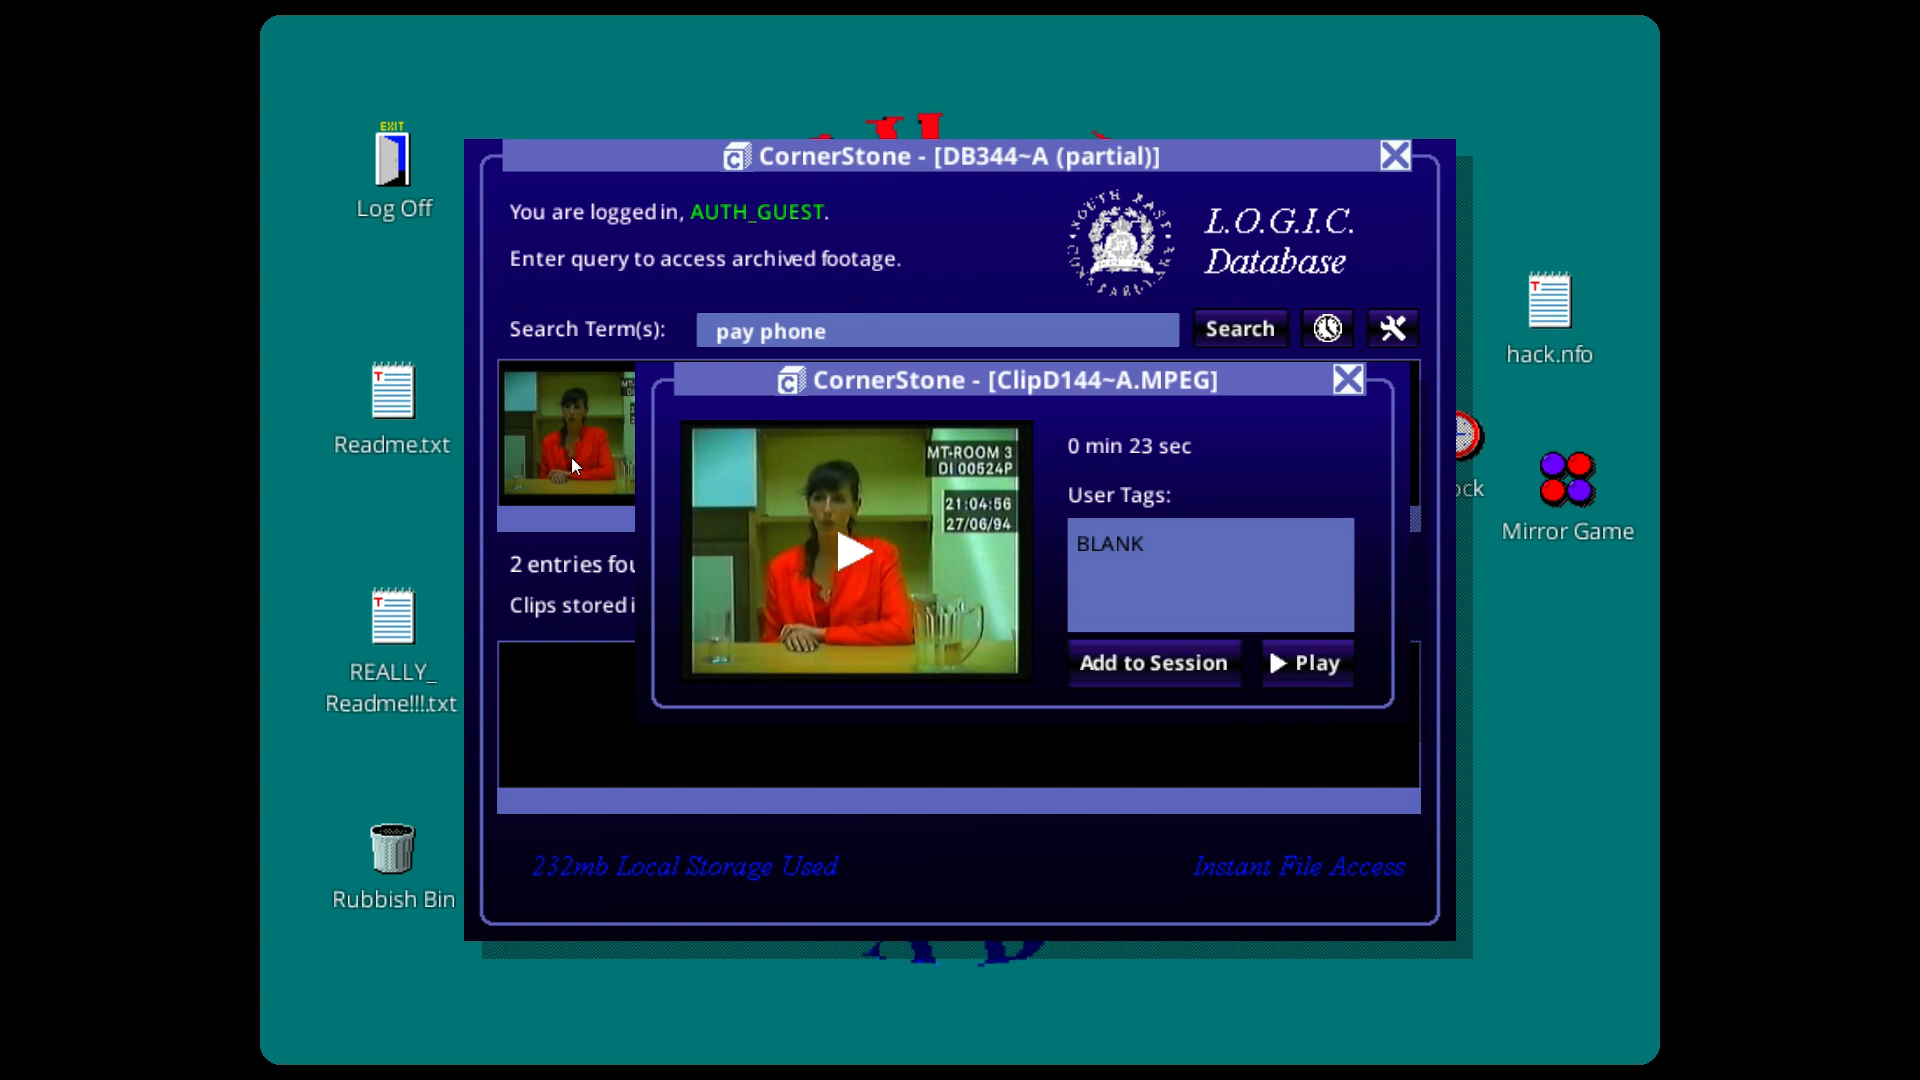 EXIT
Log Off
Readme.txt
REALLY_
Readme!!!.txt
Rubbish Bin
CornerStone - [DB344~A (partial)]
You are logged in, AUTH_GUEST.
Enter query to access archived footage.
L.O.G.I.C.
Database
Search Term(s):
pay phone
Search
2 entries fou
Clips stored i
CornerStone - [ClipD144~A.MPEG]
MT-ROOM 3
DI 00524P
21:04:56
27/06/94
0 min 23 sec
User Tags:
BLANK
Add to Session
Play
232mb Local Storage Used
Instant File Access
hack.nfo
ock
Mirror Game